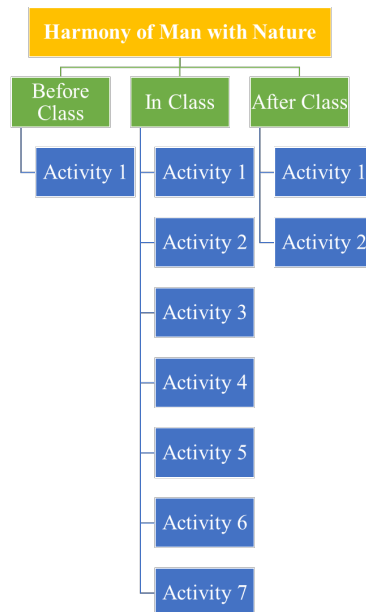 Harmony of Man with Nature
Before
Class
In Class
After Class
Activity 1
Activity 1
Activity 1
Activity 2
Activity 2
Activity 3
Activity 4
Activity 5
Activity 6
Activity 7